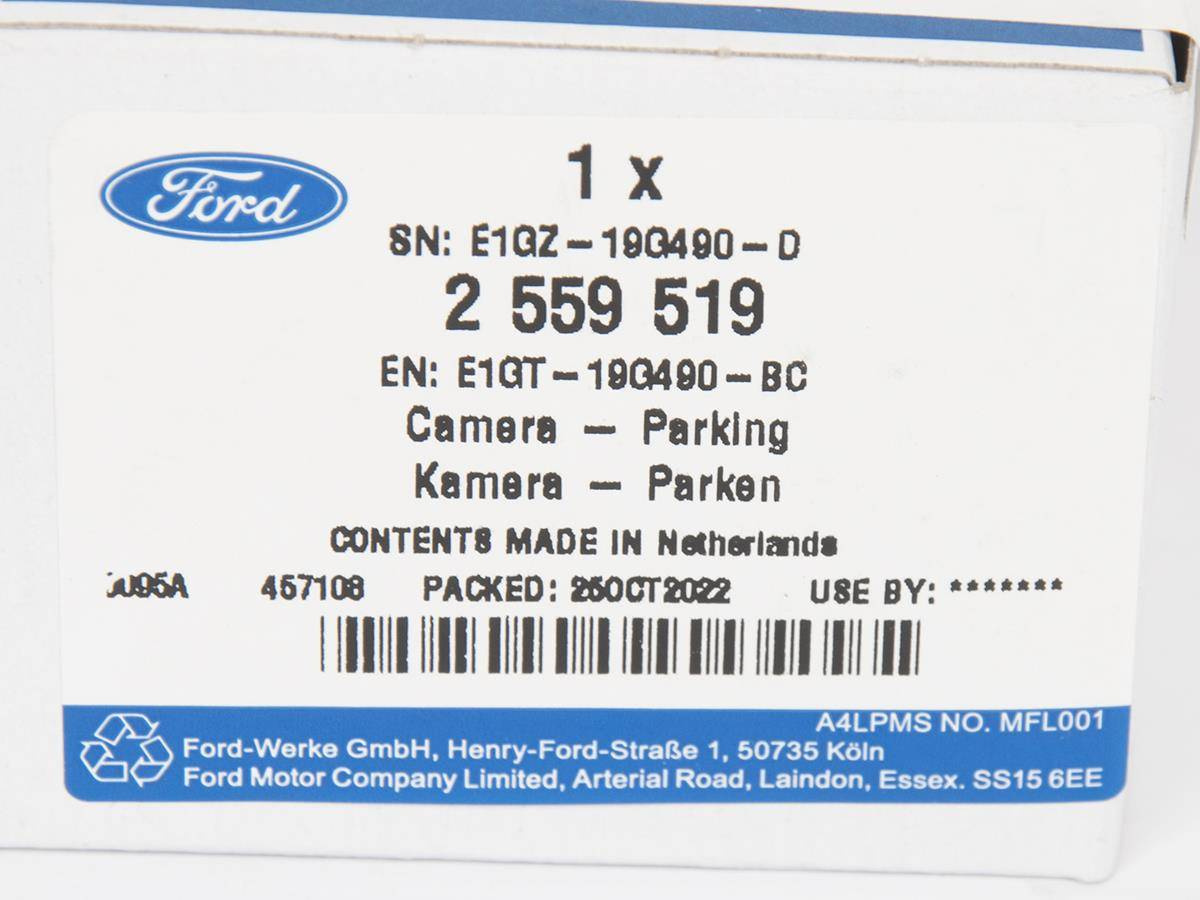 Ford
1 x
SN: E1GZ – 19G490 – D
2 559 519
EN: E1GT – 19G490 – BC
Camera – Parking
Kamera – Parken
CONTENTS MADE IN Netherlands
457108 PACKED: 25OCT2022 USE BY: *******
A4LPMS NO. MFL001
Ford-Werke GmbH, Henry-Ford-Straße 1, 50735 Köln
Ford Motor Company Limited, Arterial Road, Laindon, Essex. SS15 6EE